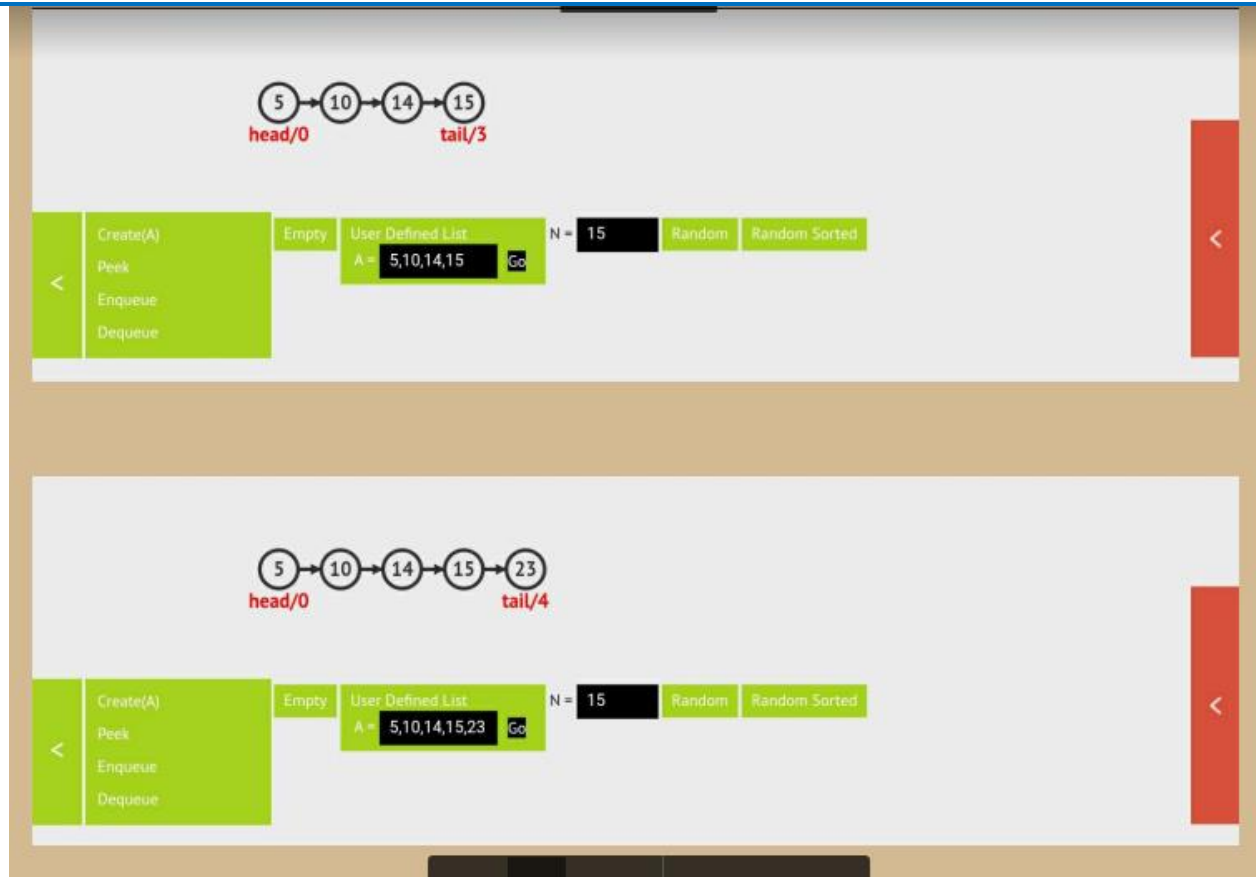 5 10 14 15
head/0 tail/3
Create(A) Empty User Defined List N = 15 Random Random Sorted
A = 5,10,14,15 Go
Peek
Enqueue
Dequeue
<
<
5 10 14 15 23
head/0 tail/4
Create(A) Empty User Defined List N = 15 Random Random Sorted
A = 5,10,14,15,23 Go
Peek
Enqueue
Dequeue
<
<